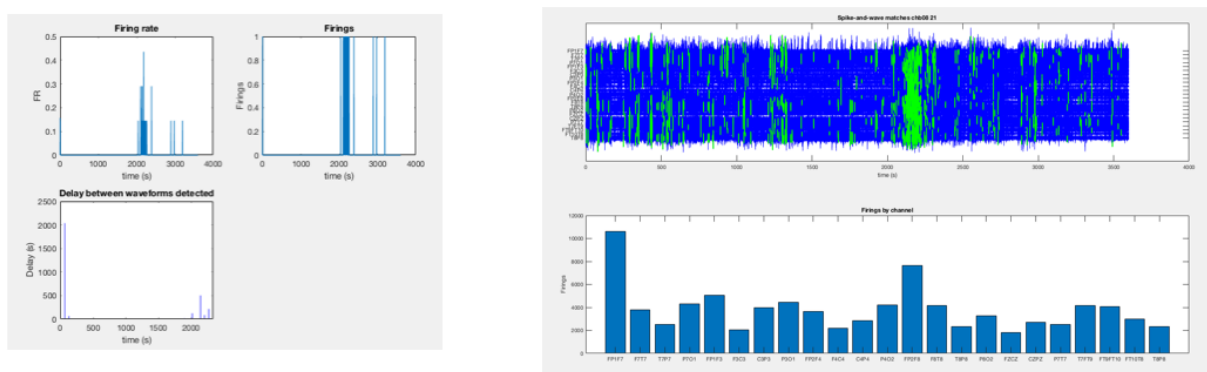 Firing rate
FR
0.5
0.4
0.3
0.2
0.1
0
0 1000 2000 3000 4000
time (s)
Firings
Firings
1
0.8
0.6
0.4
0.2
0
0 1000 2000 3000 4000
time (s)
Delay between waveforms detected
Delay (s)
2500
2000
1500
1000
500
0
0 500 1000 1500 2000
time (s)
Spike-and-wave matches chb08 21
FP1F7
T8P8
0 500 1000 1500 2000 2500 3000 3500 4000
time (s)
Firings by channel
Firings
12000
10000
8000
6000
4000
2000
0
FP1F7 F7T7 T7P7 P7O1 FP1F3 F3C3 C3P3 P3O1 FP2F4 F4C4 C4P4 P4O2 FP2F8 F8T8 T8P8 P8O2 FZCZ CZPZ P7T7 T7FT9 FT9FT10 FT10T8 T8P8